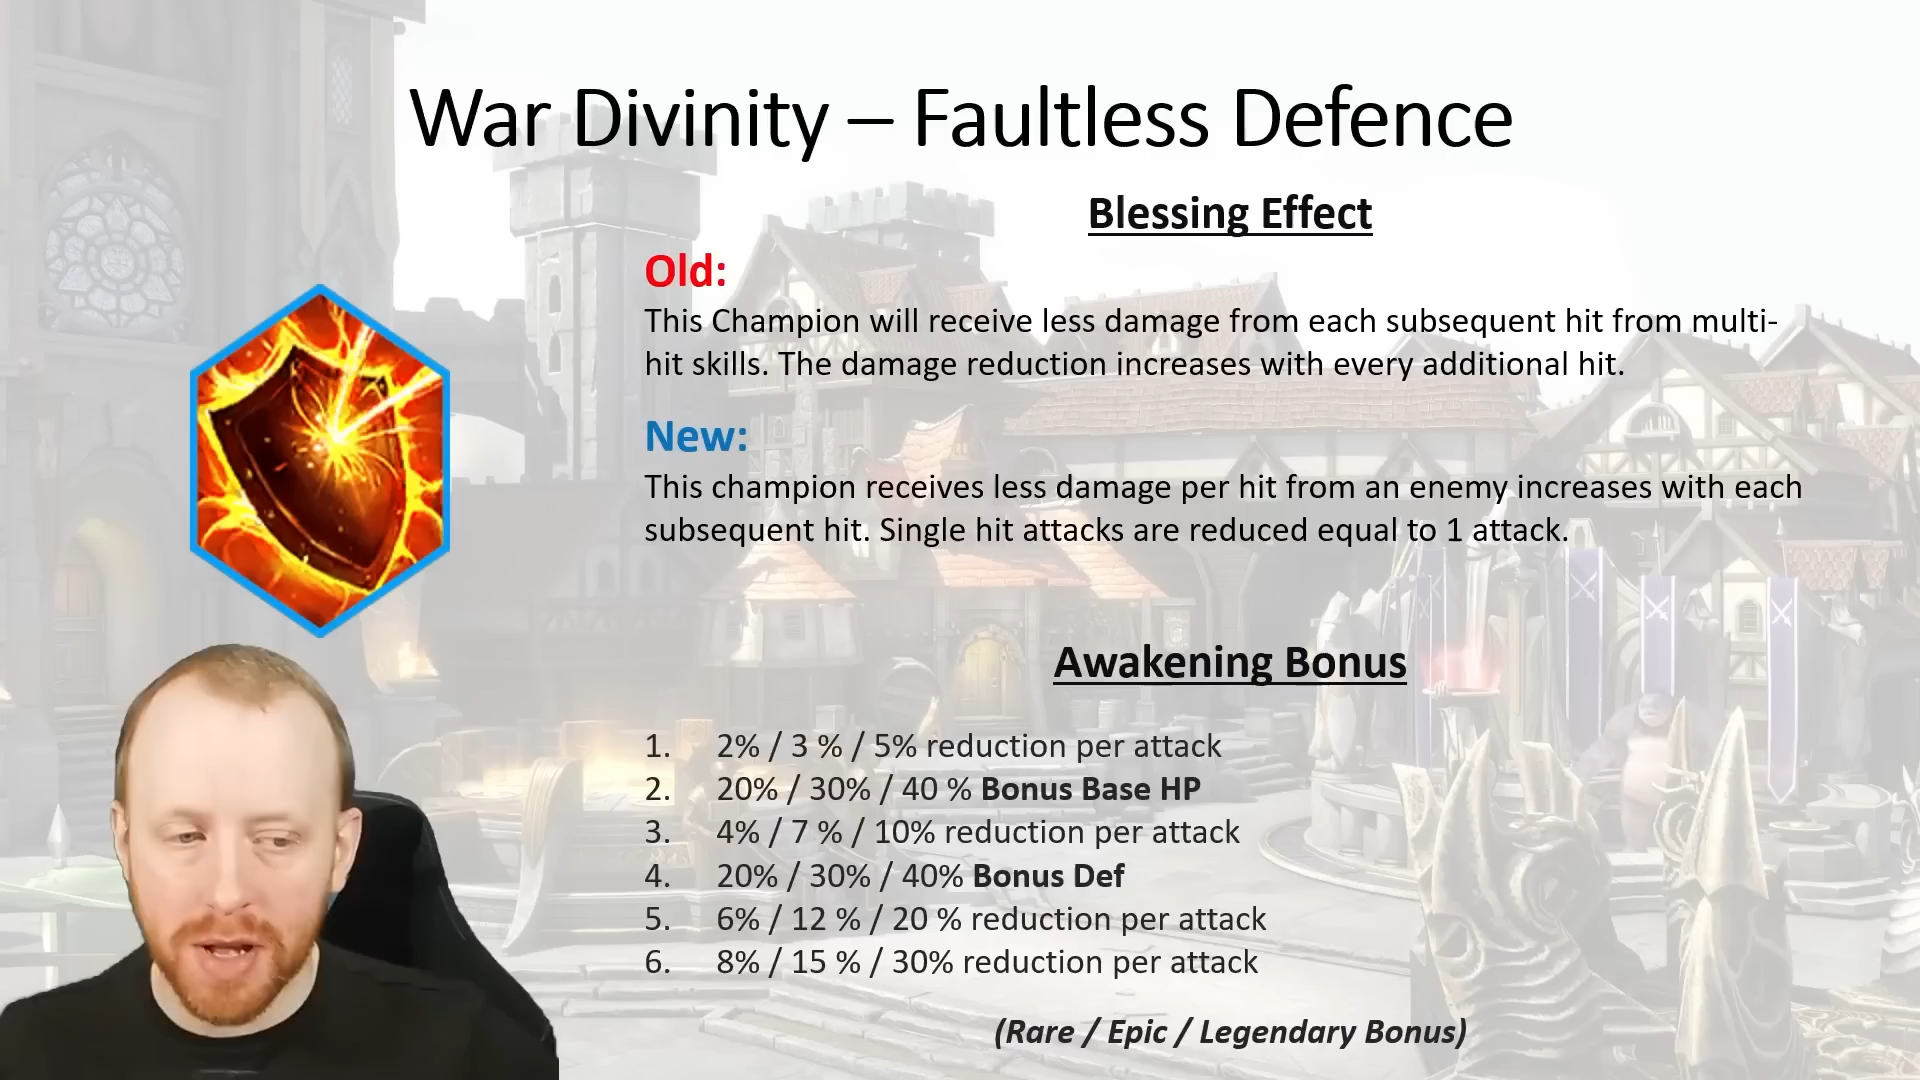 War Divinity – Faultless Defence
Blessing Effect
Old:
This Champion will receive less damage from each subsequent hit from multi-
hit skills. The damage reduction increases with every additional hit.
New:
This champion receives less damage per hit from an enemy increases with each
subsequent hit. Single hit attacks are reduced equal to 1 attack.
Awakening Bonus
1. 2% / 3 % / 5% reduction per attack
2. 20% / 30% / 40 % Bonus Base HP
3. 4% / 7 % / 10% reduction per attack
4. 20% / 30% / 40% Bonus Def
5. 6% / 12 % / 20 % reduction per attack
6. 8% / 15 % / 30% reduction per attack
(Rare / Epic / Legendary Bonus)